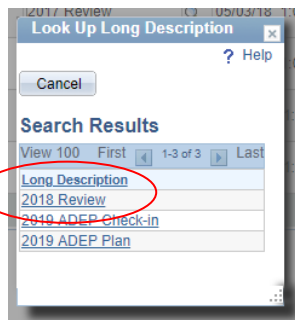 2017 Review 05/03/18 1:
Look Up Long Description
? Help
Cancel
Search Results
View 100 First 1-3 of 3 Last
Long Description
2018 Review
2019 ADEP Check-in
2019 ADEP Plan